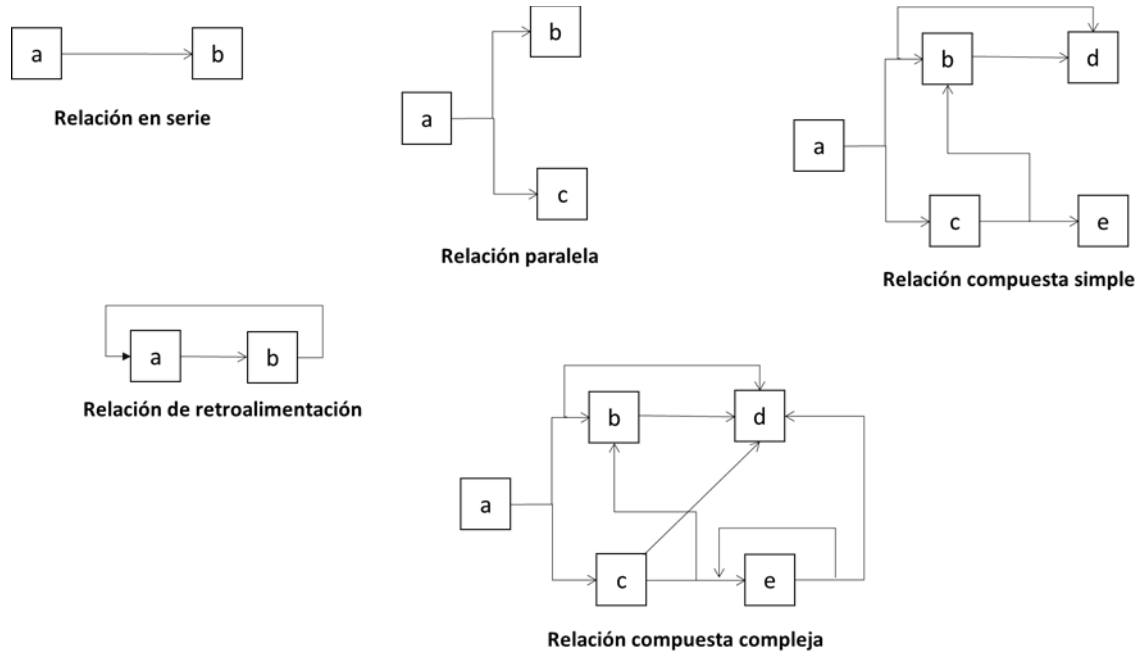 a
b
Relación en serie
b
a
c
Relación paralela
b
d
a
c
e
Relación compuesta simple
a
b
Relación de retroalimentación
b
d
a
c
e
Relación compuesta compleja